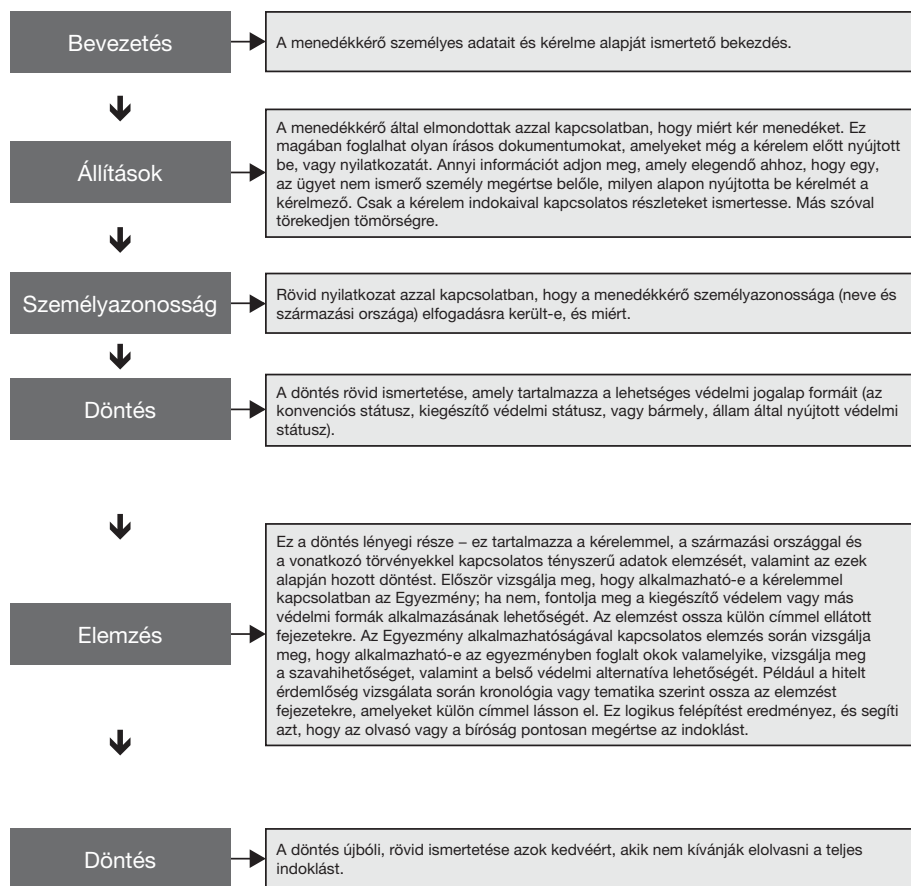 Bevezetés
A menedékkérő személyes adatait és kérelme alapját ismertető bekezdés.
Állítások
A menedékkérő által elmondottak azzal kapcsolatban, hogy miért kér menedéket. Ez
magában foglalhat olyan írásos dokumentumokat, amelyeket még a kérelem előtt nyújtott
be, vagy nyilatkozatát. Annyi információt adjon meg, amely elegendő ahhoz, hogy egy,
az ügyet nem ismerő személy megértse belőle, milyen alapon nyújtotta be kérelmét a
kérelmező. Csak a kérelem indokaival kapcsolatos részleteket ismertesse. Más szóval
törekedjen tömörségre.
Személyazonosság
Rövid nyilatkozat azzal kapcsolatban, hogy a menedékkérő személyazonossága (neve és
származási országa) elfogadásra került-e, és miért.
Döntés
A döntés rövid ismertetése, amely tartalmazza a lehetséges védelmi jogalap formáit (az
konvenciós státusz, kiegészítő védelmi státusz, vagy bármely, állam által nyújtott védelmi
státusz).
Elemzés
Ez a döntés lényegi része – ez tartalmazza a kérelemmel, a származási országgal és
a vonatkozó törvényekkel kapcsolatos tényszerű adatok elemzését, valamint az ezek
alapján hozott döntést. Először vizsgálja meg, hogy alkalmazható-e a kérelemmel
kapcsolatban az Egyezmény; ha nem, fontolja meg a kiegészítő védelem vagy más
védelmi formák alkalmazásának lehetőségét. Az elemzést ossza külön címmel ellátott
fejezetekre. Az Egyezmény alkalmazhatóságával kapcsolatos elemzés során vizsgálja
meg, hogy alkalmazható-e az egyezményben foglalt okok valamelyike, vizsgálja meg
a szavahihetőséget, valamint a belső védelmi alternatíva lehetőségét. Például a hitelt
érdemlőség vizsgálata során kronológia vagy tematika szerint ossza az elemzést
fejezetekre, amelyeket külön címmel lásson el. Ez logikus felépítést eredményez, és segíti
azt, hogy az olvasó vagy a bíróság pontosan megértse az indoklást.
Döntés
A döntés újbóli, rövid ismertetése azok kedvéért, akik nem kívánják elolvasni a teljes
indoklást.